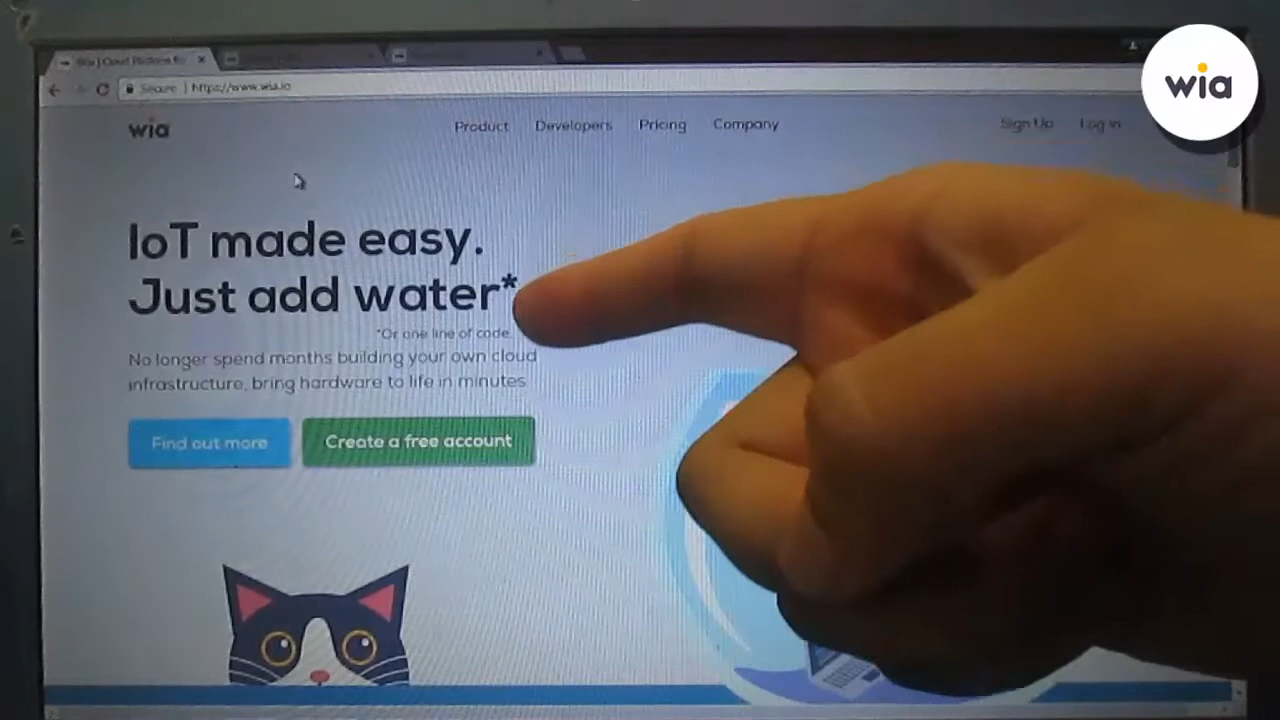 Secure | https://www.wia.io
wia
wia
Product Developers Pricing Company Sign Up Log in
IoT made easy.
Just add water*
*Or one line of code.
No longer spend months building your own cloud
infrastructure, bring hardware to life in minutes
Find out more
Create a free account